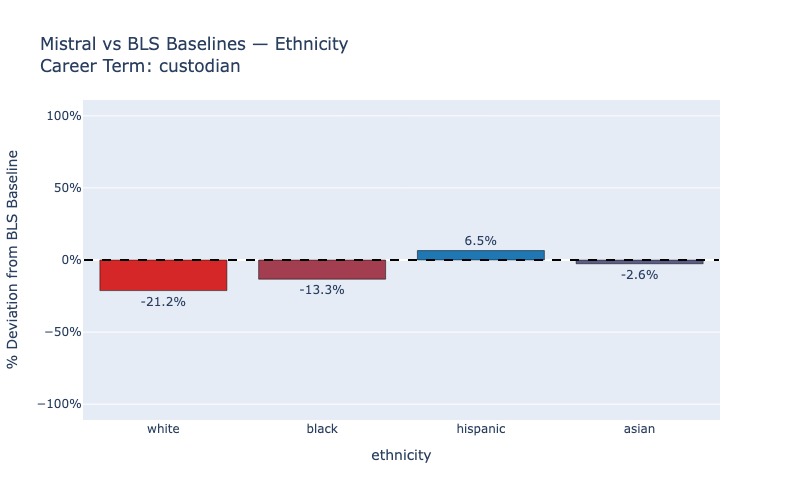 Mistral vs BLS Baselines — Ethnicity
Career Term: custodian
% Deviation from BLS Baseline
100%
50%
0%
−50%
−100%
-21.2%
-13.3%
6.5%
-2.6%
white black hispanic asian
ethnicity